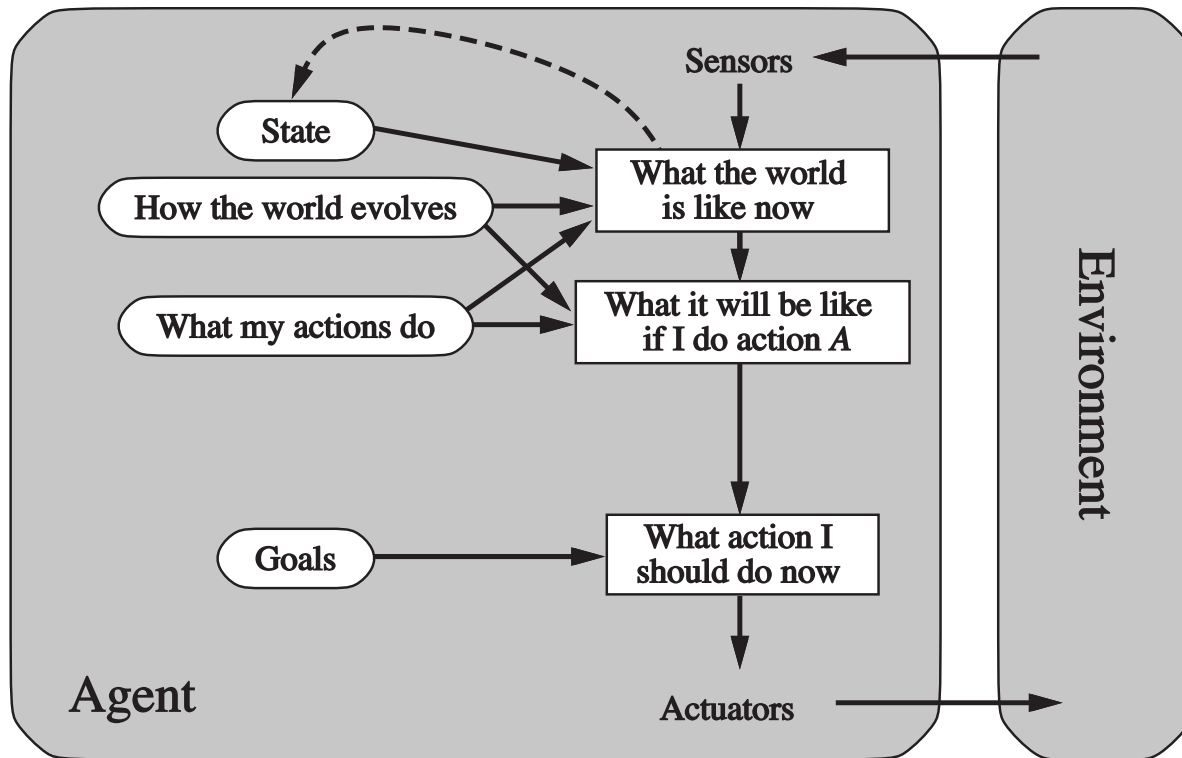 Sensors
State
What the world
is like now
How the world evolves
What my actions do
What it will be like
if I do action A
Goals
What action I
should do now
Agent
Actuators
Environment